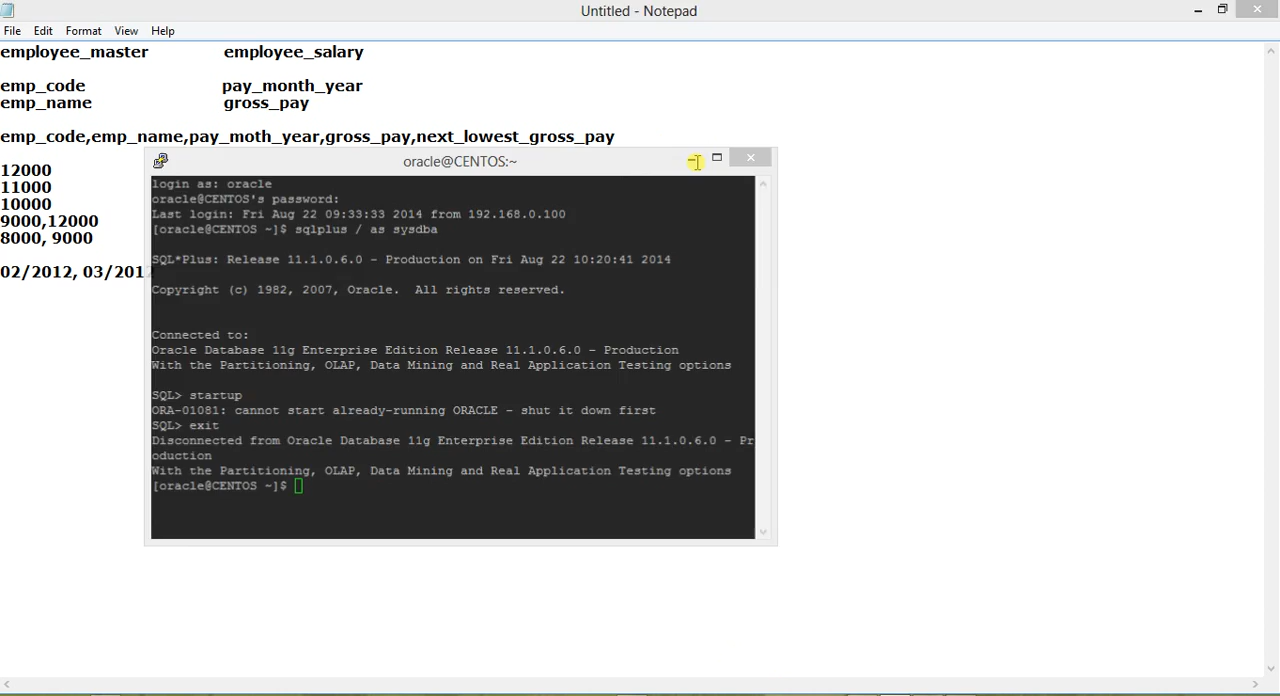 Untitled - Notepad
File Edit Format View Help
employee_master employee_salary
emp_code pay_month_year
emp_name gross_pay
emp_code,emp_name,pay_moth_year,gross_pay,next_lowest_gross_pay
12000
11000
10000
9000,12000
8000, 9000
02/2012, 03/201
oracle@CENTOS:~
login as: oracle
oracle@CENTOS's password:
Last login: Fri Aug 22 09:33:33 2014 from 192.168.0.100
[oracle@CENTOS ~]$ sqlplus / as sysdba
SQL*Plus: Release 11.1.0.6.0 - Production on Fri Aug 22 10:20:41 2014
Copyright (c) 1982, 2007, Oracle.  All rights reserved.
Connected to:
Oracle Database 11g Enterprise Edition Release 11.1.0.6.0 - Production
With the Partitioning, OLAP, Data Mining and Real Application Testing options
SQL> startup
ORA-01081: cannot start already-running ORACLE - shut it down first
SQL> exit
Disconnected from Oracle Database 11g Enterprise Edition Release 11.1.0.6.0 - Pr
oduction
With the Partitioning, OLAP, Data Mining and Real Application Testing options
[oracle@CENTOS ~]$